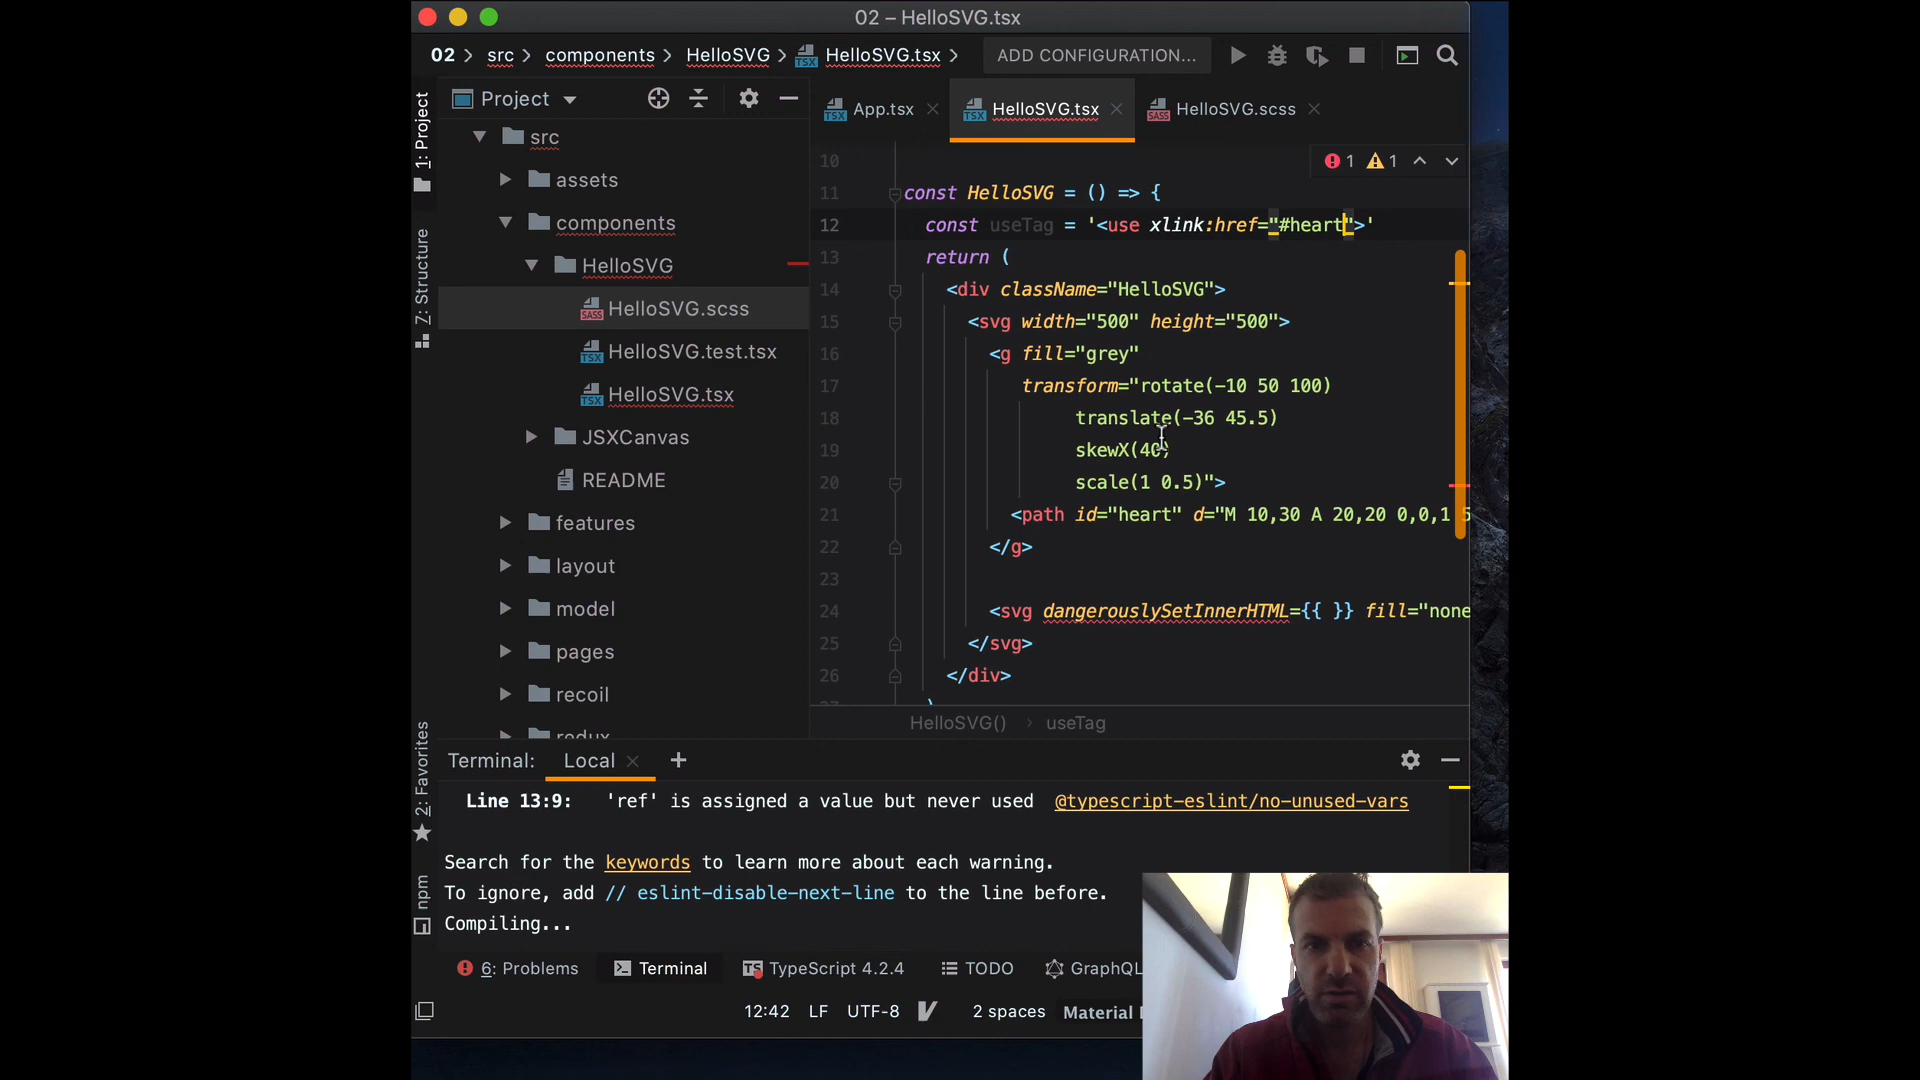 02 – HelloSVG.tsx
02 src components HelloSVG HelloSVG.tsx ADD CONFIGURATION...
1: Project
Project
App.tsx HelloSVG.tsx HelloSVG.scss
1 1
src
assets
components
HelloSVG
HelloSVG.scss
HelloSVG.test.tsx
HelloSVG.tsx
JSXCanvas
README
features
layout
model
pages
recoil
redux
Z: Structure
2: Favorites
npm
10
11 const HelloSVG = () => {
12 const useTag = '<use xlink:href="#heart">'
13 return (
14 <div className="HelloSVG">
15 <svg width="500" height="500">
16 <g fill="grey"
17 transform="rotate(-10 50 100)
18 translate(-36 45.5)
19 skewX(40)
20 scale(1 0.5)">
21 <path id="heart" d="M 10,30 A 20,20 0,0,1 5
22 </g>
23
24 <svg dangerouslySetInnerHTML={{ }} fill="none
25 </svg>
26 </div>
27 )
HelloSVG() useTag
Terminal: Local
Line 13:9: 'ref' is assigned a value but never used @typescript-eslint/no-unused-vars
Search for the keywords to learn more about each warning.
To ignore, add // eslint-disable-next-line to the line before.
Compiling...
6: Problems Terminal TypeScript 4.2.4 TODO GraphQL
12:42 LF UTF-8 2 spaces Material